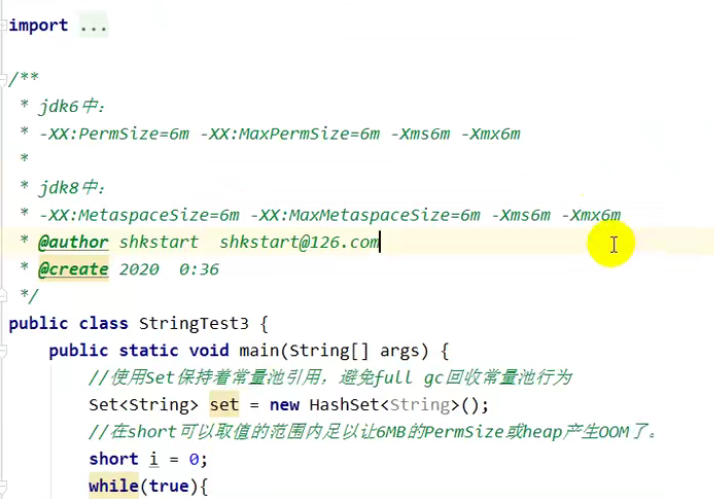 import ...
/**
* jdk6中：
* -XX:PermSize=6m -XX:MaxPermSize=6m -Xms6m -Xmx6m
*
* jdk8中：
* -XX:MetaspaceSize=6m -XX:MaxMetaspaceSize=6m -Xms6m -Xmx6m
* @author shkstart  shkstart@126.com
* @create 2020  0:36
*/
public class StringTest3 {
public static void main(String[] args) {
//使用Set保持着常量池引用，避免full gc回收常量池行为
Set<String> set = new HashSet<String>();
//在short可以取值的范围内足以让6MB的PermSize或heap产生OOM了。
short i = 0;
while(true){